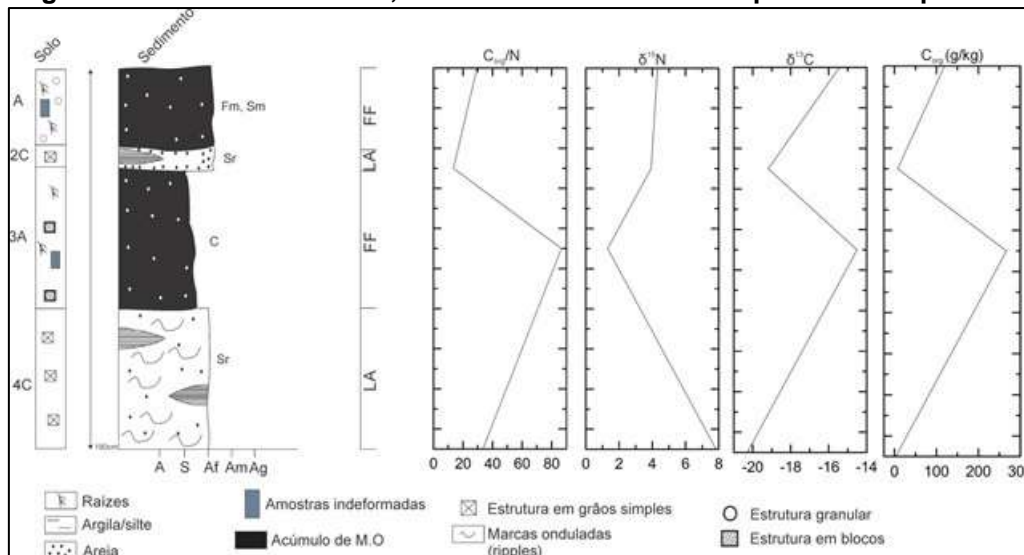 Solo
Sedimento
A
2C
3A
4C
Fm, Sm
Sr
C
Sr
FF
LA
FF
LA
100cm
A S Af Am Ag
Corg/N
δ¹⁵N
δ¹³C
Corg (g/kg)
0 20 40 60 80
0 2 4 6 8
-20 -18 -16 -14
0 100 200 300
Raízes
Argila/silte
Areia
Amostras indeformadas
Acúmulo de M.O
Estrutura em grãos simples
Marcas onduladas
(ripples)
Estrutura granular
Estrutura em blocos